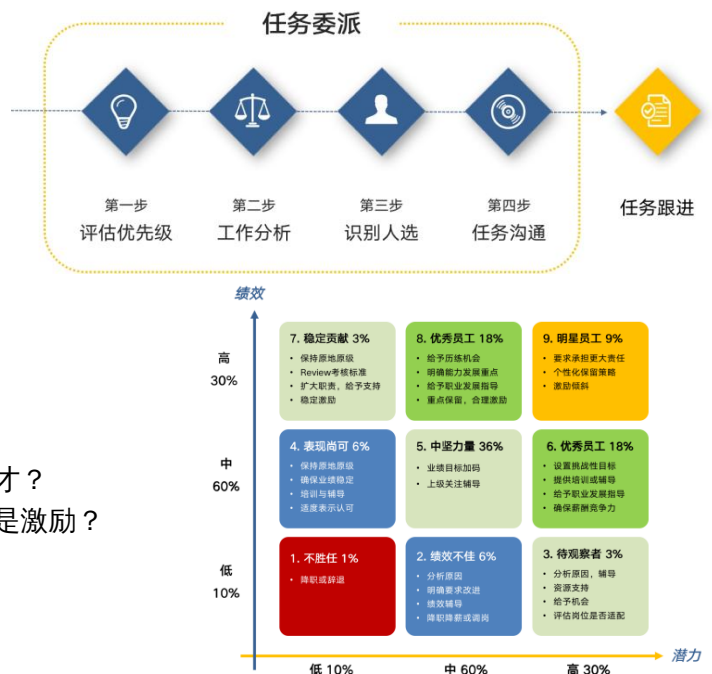 任务委派
第一步
评估优先级
第二步
工作分析
第三步
识别人选
第四步
任务沟通
任务跟进
才？
是激励？
绩效
高
30%
7. 稳定贡献 3%
• 保持原地原级
• Review考核标准
• 扩大职责，给予支持
• 稳定激励
8. 优秀员工 18%
• 给予历练机会
• 明确能力发展重点
• 给予职业发展指导
• 重点保留，合理激励
9. 明星员工 9%
• 要求承担更大责任
• 个性化保留策略
• 激励倾斜
中
60%
4. 表现尚可 6%
• 保持原地原级
• 确保业绩稳定
• 培训与辅导
• 适度表示认可
5. 中坚力量 36%
• 业绩目标加码
• 上级关注辅导
6. 优秀员工 18%
• 设置挑战性目标
• 提供培训或辅导
• 给予职业发展指导
• 确保薪酬竞争力
低
10%
1. 不胜任 1%
• 降职或辞退
2. 绩效不佳 6%
• 分析原因
• 明确要求改进
• 绩效辅导
• 降职降薪或调岗
3. 待观察者 3%
• 分析原因，辅导
• 资源支持
• 给予机会
• 评估岗位是否适配
潜力
低 10%
中 60%
高 30%